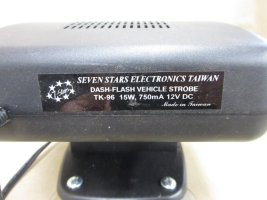 SEVEN STARS ELECTRONICS TAIWAN
DASH-FLASH VEHICLE STROBE
TK-96 15W, 750mA 12V DC
Made in Taiwan